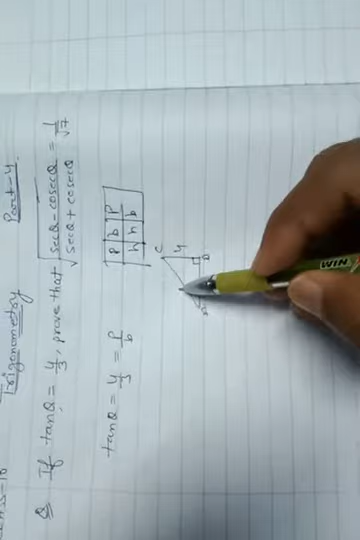 Trigonometry Part-4
Q If tanθ = 4/3, prove that √(secθ - cosecθ)/√(secθ + cosecθ) = 1/√7
P b P
h h b
tanθ = 4/3 = P/b
C
4
B
WIN